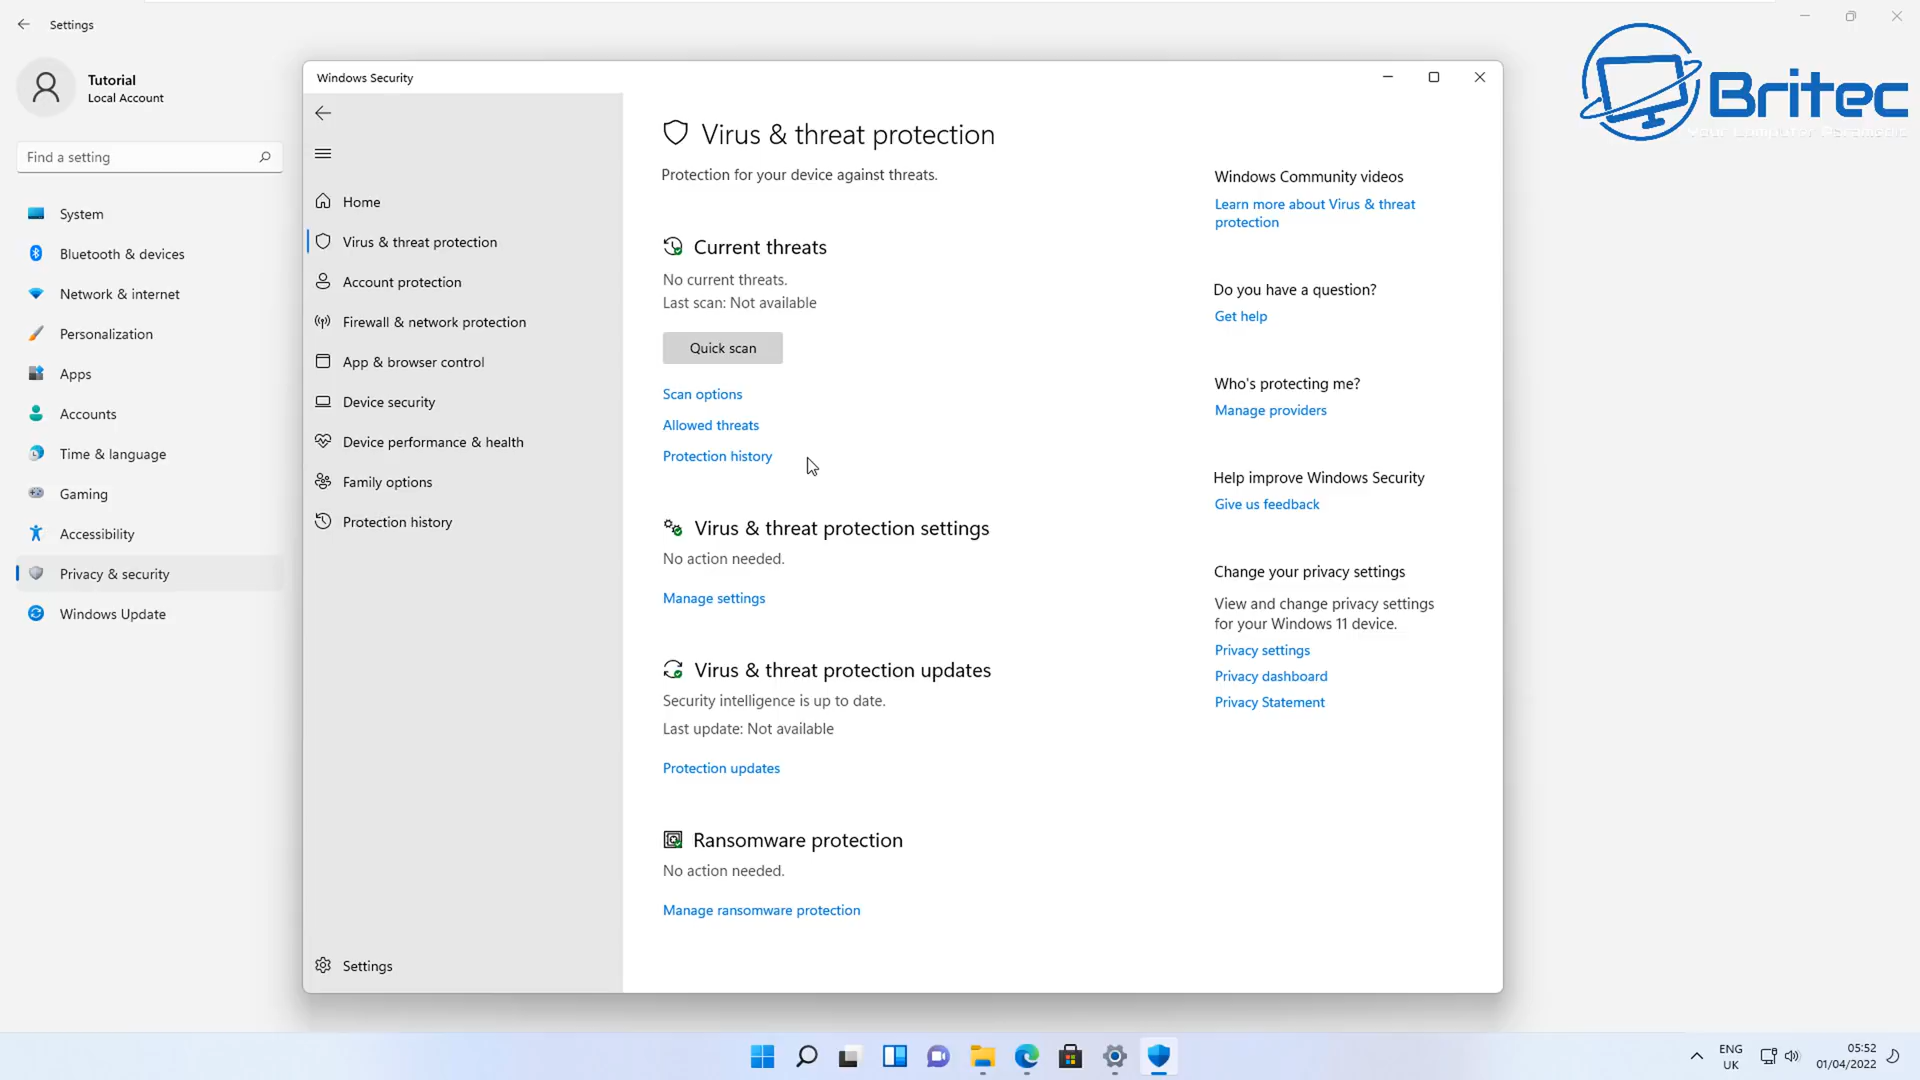 Settings
Tutorial
Local Account
Find a setting
System
Bluetooth & devices
Network & internet
Personalization
Apps
Accounts
Time & language
Gaming
Accessibility
Privacy & security
Windows Update
Windows Security
Home
Virus & threat protection
Account protection
Firewall & network protection
App & browser control
Device security
Device performance & health
Family options
Protection history
Settings
Virus & threat protection
Protection for your device against threats.
Current threats
No current threats.
Last scan: Not available
Quick scan
Scan options
Allowed threats
Protection history
Virus & threat protection settings
No action needed.
Manage settings
Virus & threat protection updates
Security intelligence is up to date.
Last update: Not available
Protection updates
Ransomware protection
No action needed.
Manage ransomware protection
Windows Community videos
Learn more about Virus & threat
protection
Do you have a question?
Get help
Who's protecting me?
Manage providers
Help improve Windows Security
Give us feedback
Change your privacy settings
View and change privacy settings
for your Windows 11 device.
Privacy settings
Privacy dashboard
Privacy Statement
Britec
Your Computer
ENG
UK
05:52
01/04/2022